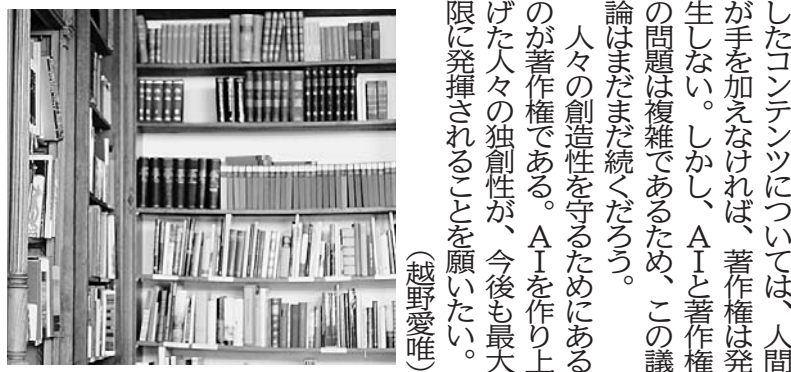 したコンテンツについては、人間
が手を加えなければ、著作権は発
生しない。しかし、AIと著作権
の問題は複雑であるため、この議
論はまだまだ続くだろう。
人々の創造性を守るためにある
のが著作権である。AIを作り上
げた人々の独創性が、今後も最大
限に発揮されることを願いたい。
（越野愛唯）